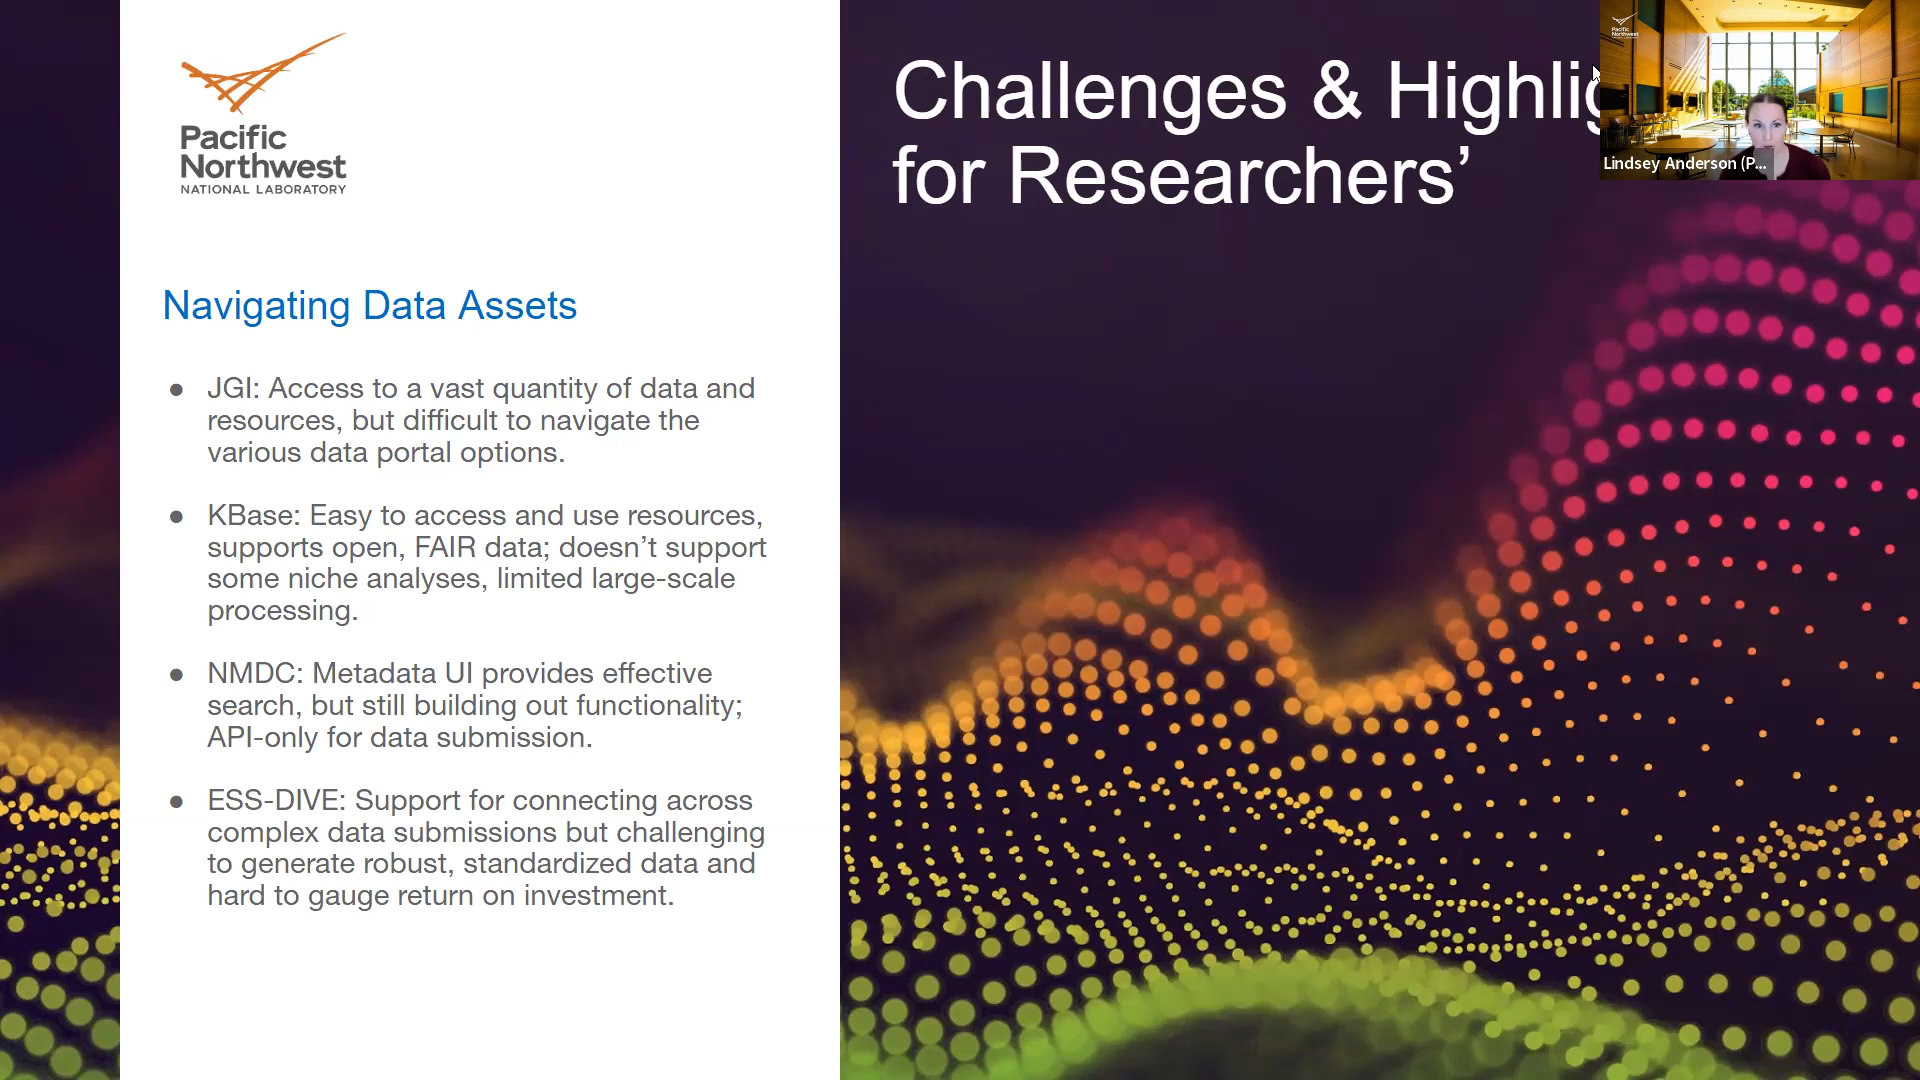 Pacific
Northwest
NATIONAL LABORATORY
Challenges & Highlig
for Researchers’
Pacific
Northwest
Lindsey Anderson (P...
Navigating Data Assets
● JGI: Access to a vast quantity of data and
resources, but difficult to navigate the
various data portal options.
● KBase: Easy to access and use resources,
supports open, FAIR data; doesn’t support
some niche analyses, limited large-scale
processing.
● NMDC: Metadata UI provides effective
search, but still building out functionality;
API-only for data submission.
● ESS-DIVE: Support for connecting across
complex data submissions but challenging
to generate robust, standardized data and
hard to gauge return on investment.